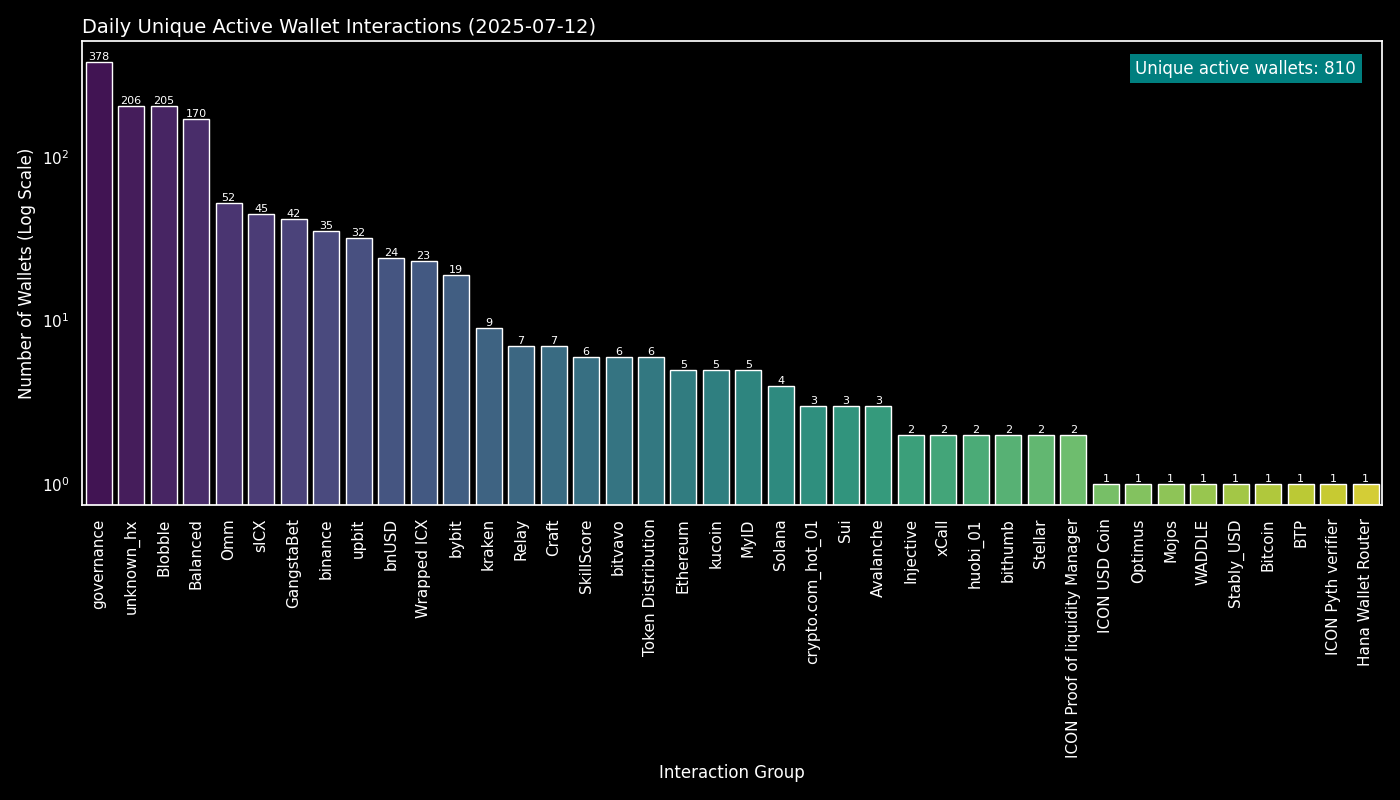 Daily Unique Active Wallet Interactions (2025-07-12)
Unique active wallets: 810
Number of Wallets (Log Scale)
10²
10¹
10⁰
378
206
205
170
52
45
42
35
32
24
23
19
9
7
7
6
6
6
5
5
5
4
3
3
3
2
2
2
2
2
2
1
1
1
1
1
1
1
1
1
governance
unknown_hx
Blobble
Balanced
Omm
sICX
GangstaBet
binance
upbit
bnUSD
Wrapped ICX
bybit
kraken
Relay
Craft
SkillScore
bitvavo
Token Distribution
Ethereum
kucoin
MyID
Solana
crypto.com_hot_01
Sui
Avalanche
Injective
xCall
huobi_01
bithumb
Stellar
ICON Proof of liquidity Manager
ICON USD Coin
Optimus
Mojos
WADDLE
Stably_USD
Bitcoin
BTP
ICON Pyth verifier
Hana Wallet Router
Interaction Group